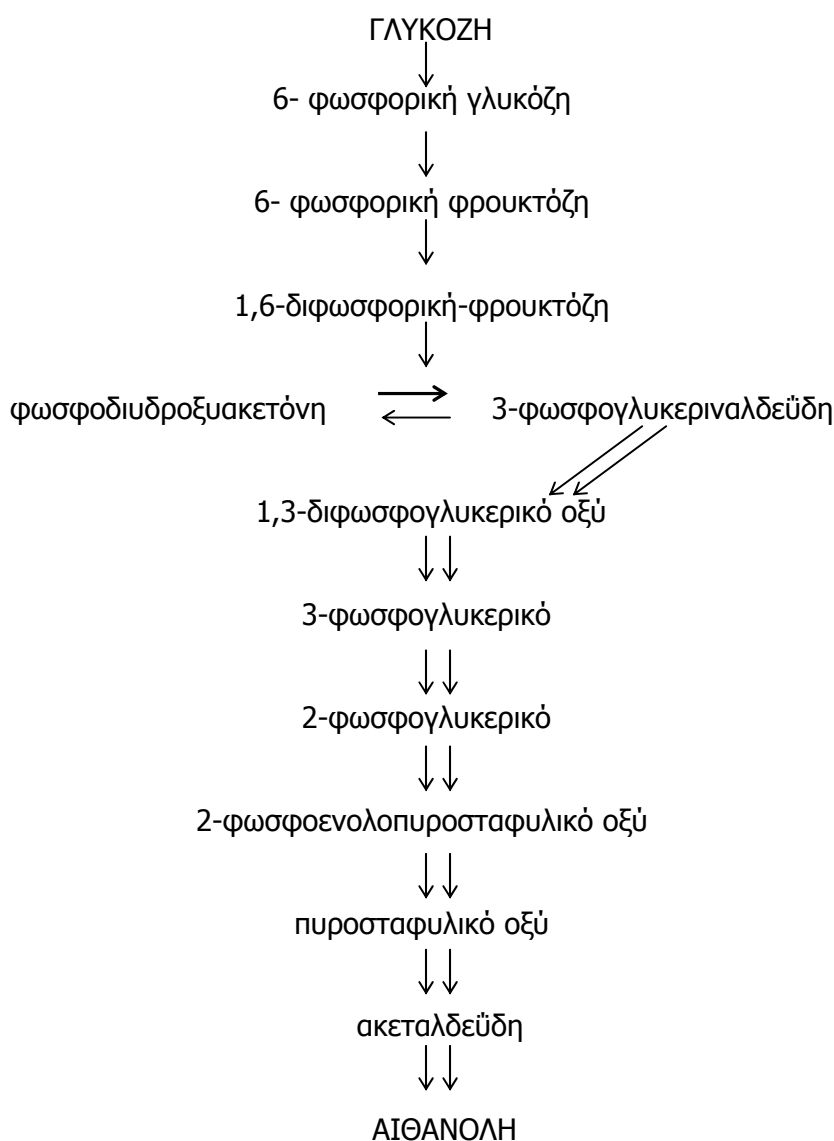 ΓΛΥΚΟΖΗ
6- φωσφορική γλυκόζη
6- φωσφορική φρουκτόζη
1,6-διφωσφορική-φρουκτόζη
φωσφοδιυδροξυακετόνη 3-φωσφογλυκεριναλδεΰδη
1,3-διφωσφογλυκερικό οξύ
3-φωσφογλυκερικό
2-φωσφογλυκερικό
2-φωσφοενολοπυροσταφυλικό οξύ
πυροσταφυλικό οξύ
ακεταλδεΰδη
ΑΙΘΑΝΟΛΗ